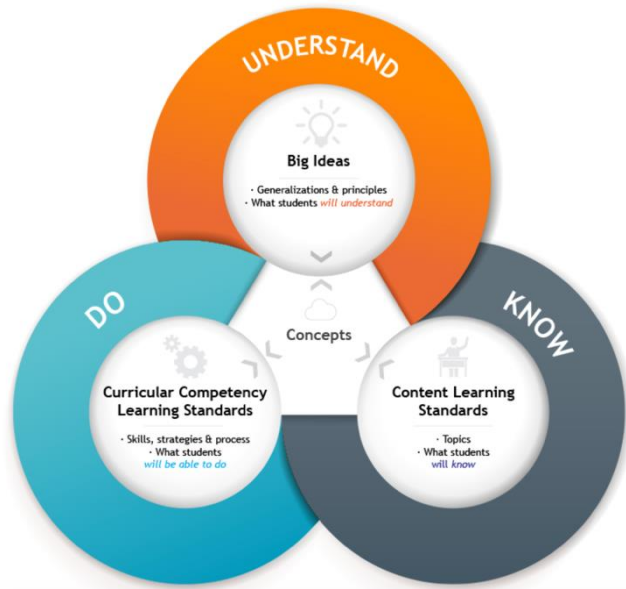 UNDERSTAND
Big Ideas
· Generalizations & principles
· What students will understand
DO
KNOW
Concepts
Curricular Competency
Learning Standards
· Skills, strategies & process
· What students
will be able to do
Content Learning
Standards
· Topics
· What students
will know